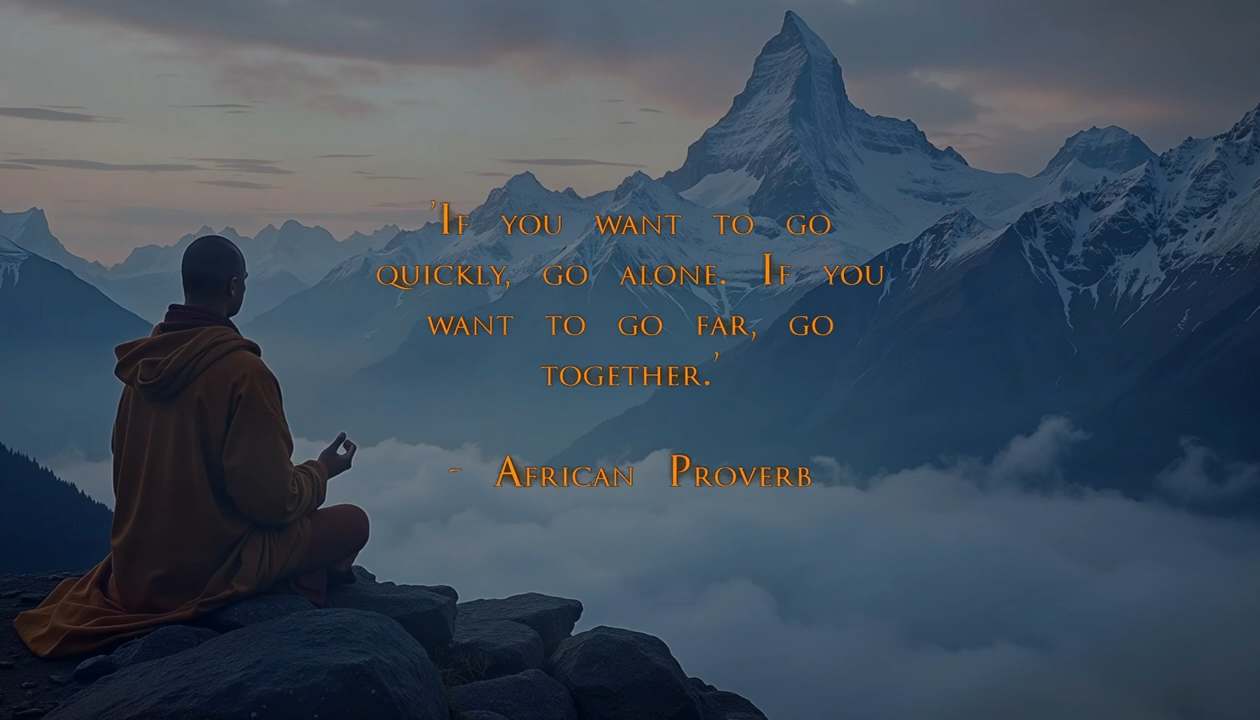 'If you want to go
quickly, go alone. If you
want to go far, go
together.'
- African Proverb